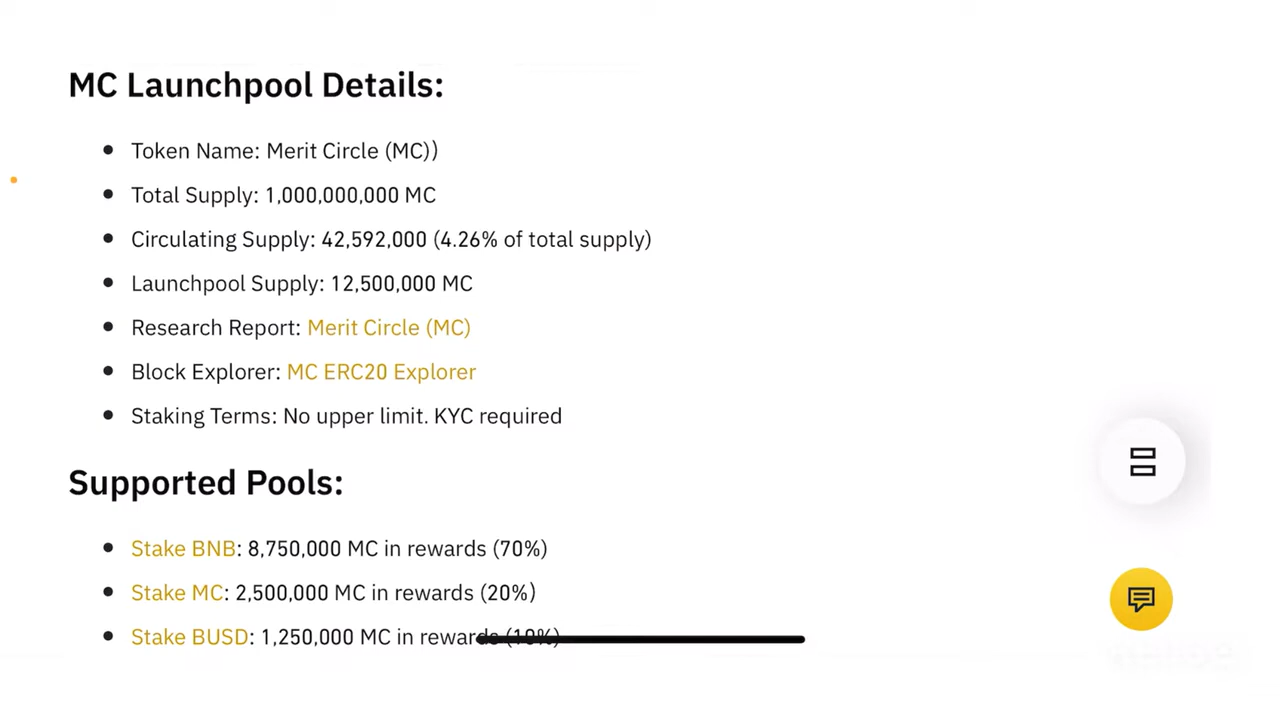 MC Launchpool Details:
Token Name: Merit Circle (MC))
Total Supply: 1,000,000,000 MC
Circulating Supply: 42,592,000 (4.26% of total supply)
Launchpool Supply: 12,500,000 MC
Research Report: Merit Circle (MC)
Block Explorer: MC ERC20 Explorer
Staking Terms: No upper limit. KYC required
Supported Pools:
Stake BNB: 8,750,000 MC in rewards (70%)
Stake MC: 2,500,000 MC in rewards (20%)
Stake BUSD: 1,250,000 MC in rewards (10%)